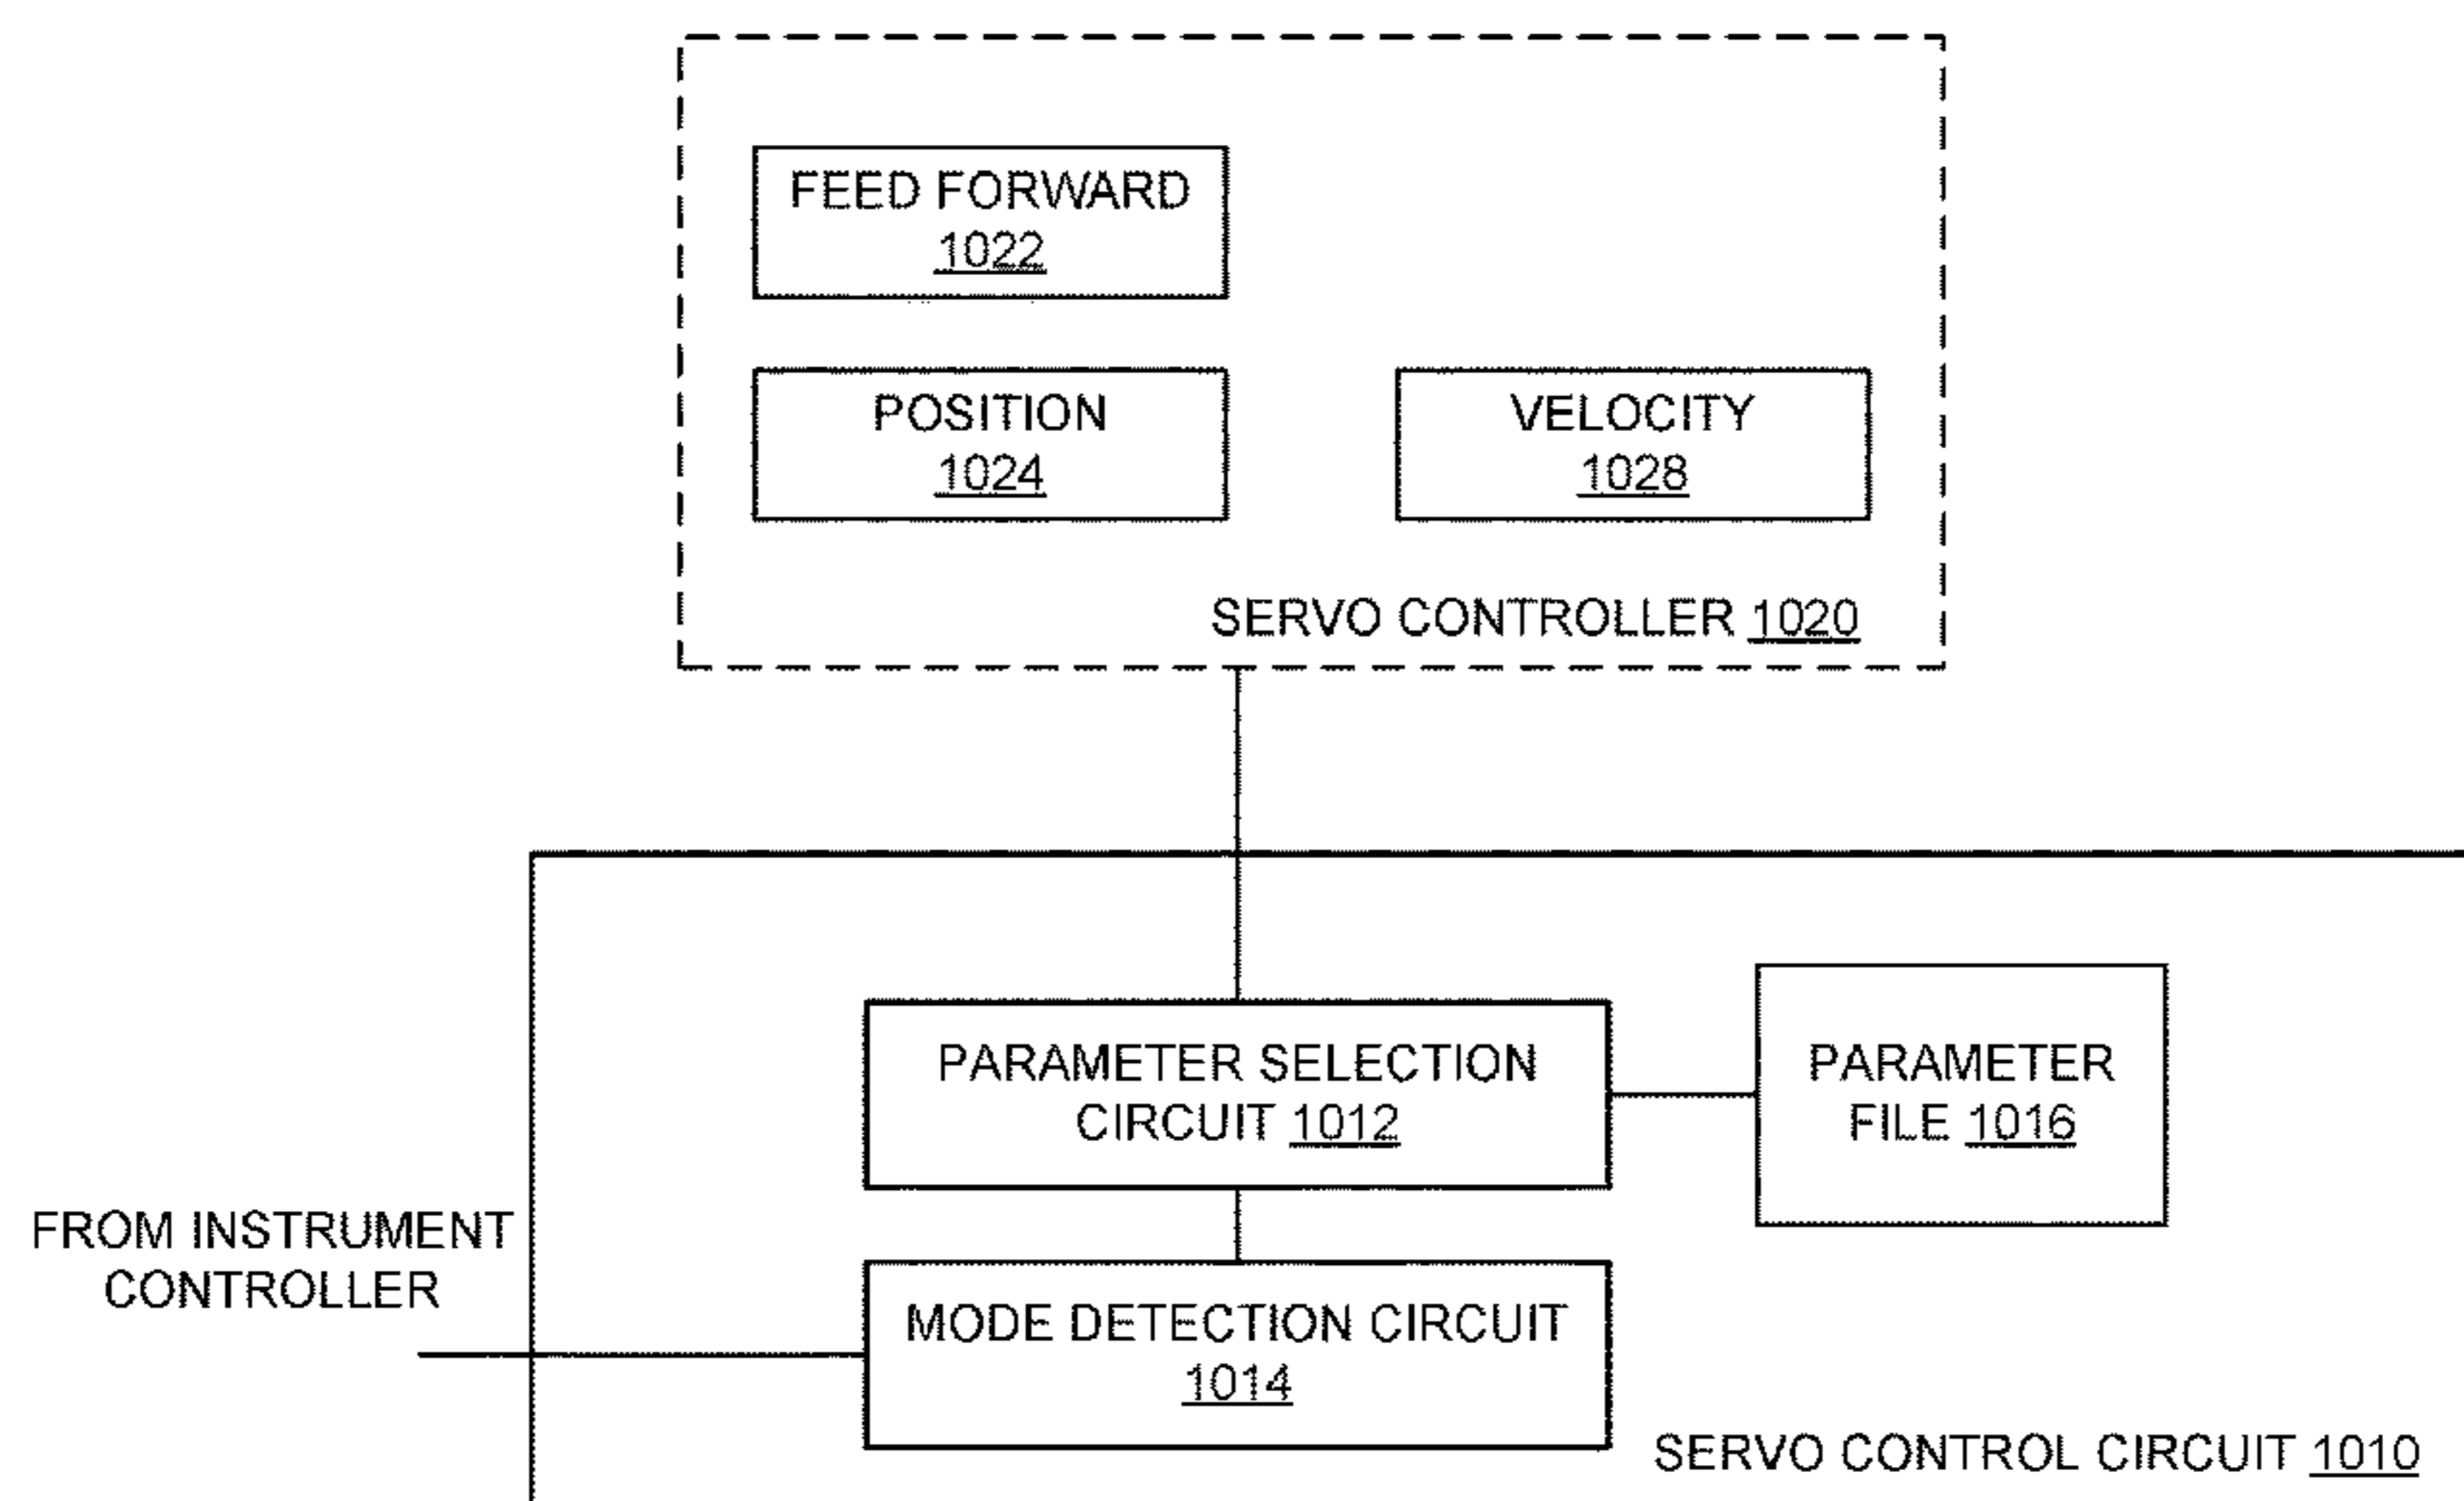 FEED FORWARD
1022
POSITION
1024
VELOCITY
1028
SERVO CONTROLLER 1020
PARAMETER SELECTION
CIRCUIT 1012
PARAMETER
FILE 1016
FROM INSTRUMENT
CONTROLLER
MODE DETECTION CIRCUIT
1014
SERVO CONTROL CIRCUIT 1010